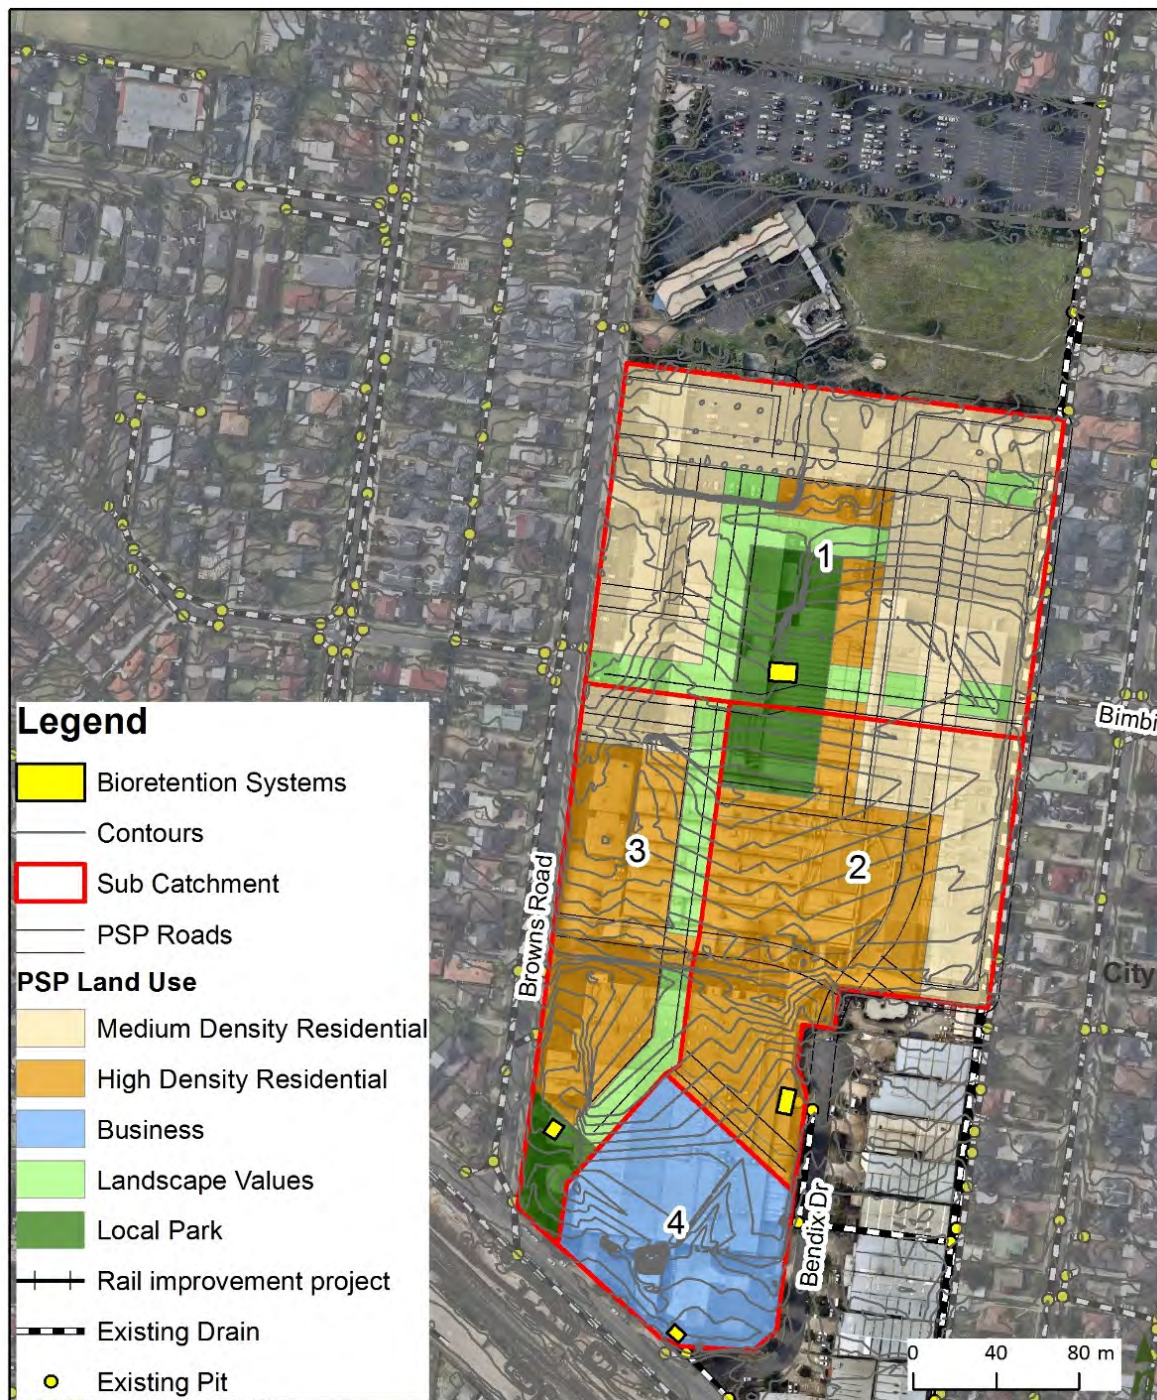 1
Bimbi
3
2
Browns Road
City
4
Bendix Dr
Legend
Bioretention Systems
Contours
Sub Catchment
PSP Roads
PSP Land Use
Medium Density Residential
High Density Residential
Business
Landscape Values
Local Park
Rail improvement project
Existing Drain
Existing Pit
0 40 80 m